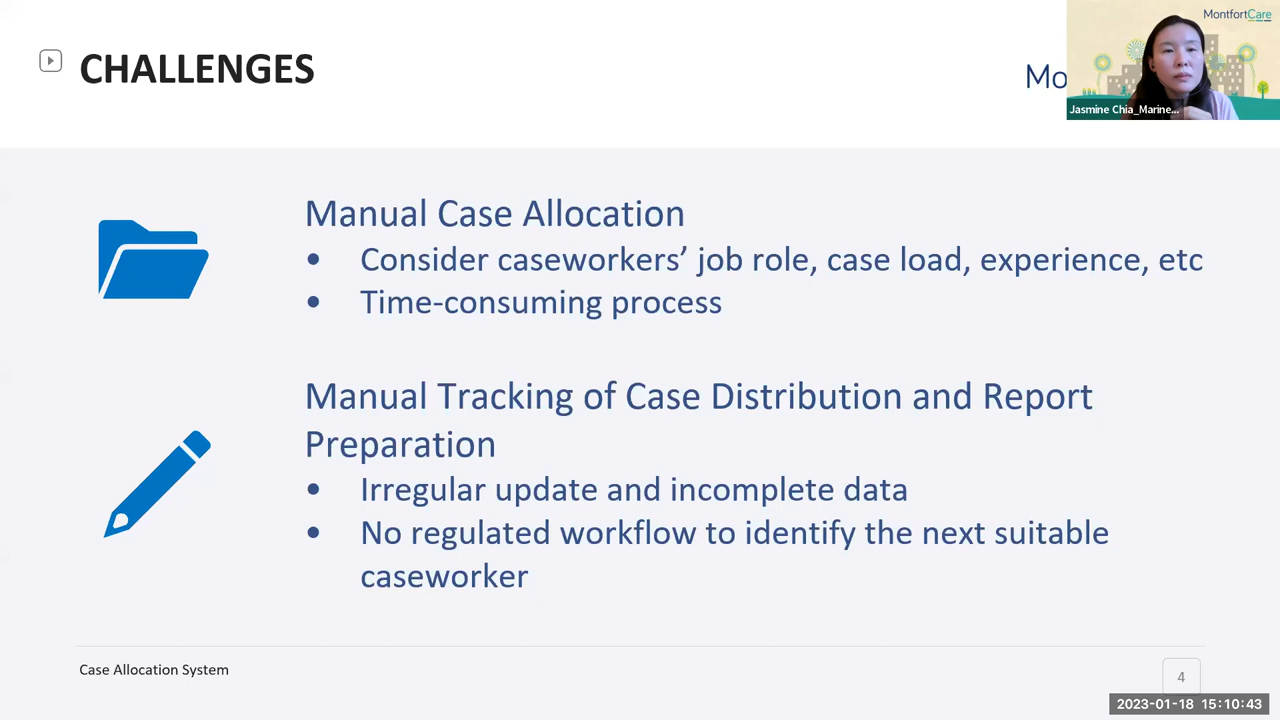 CHALLENGES
Mo
MontfortCare
Jasmine Chia_Marine...
Manual Case Allocation
• Consider caseworkers’ job role, case load, experience, etc
• Time-consuming process
Manual Tracking of Case Distribution and Report
Preparation
• Irregular update and incomplete data
• No regulated workflow to identify the next suitable
caseworker
Case Allocation System
4
2023-01-18 15:10:43